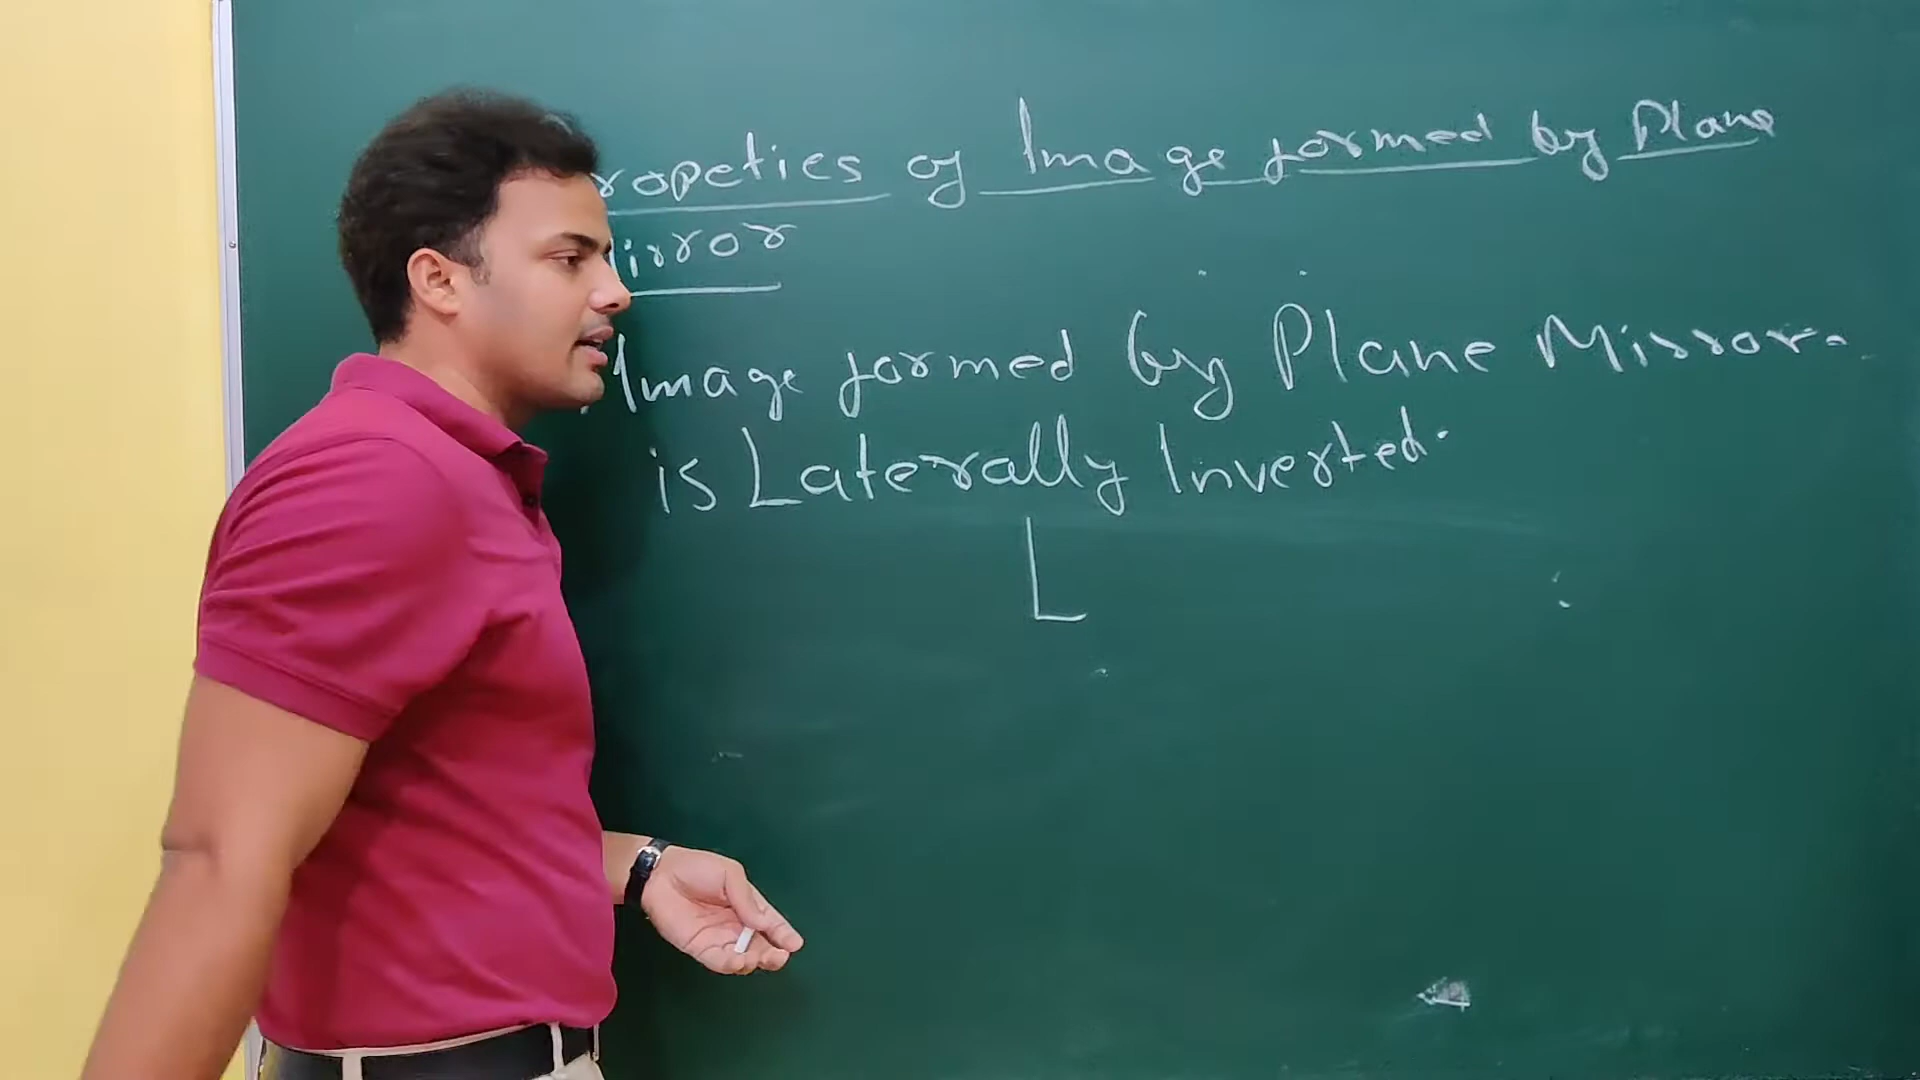 ropeties of Image formed by Plane
irror
Image formed by Plane Mirror.
is Laterally Inverted.
L